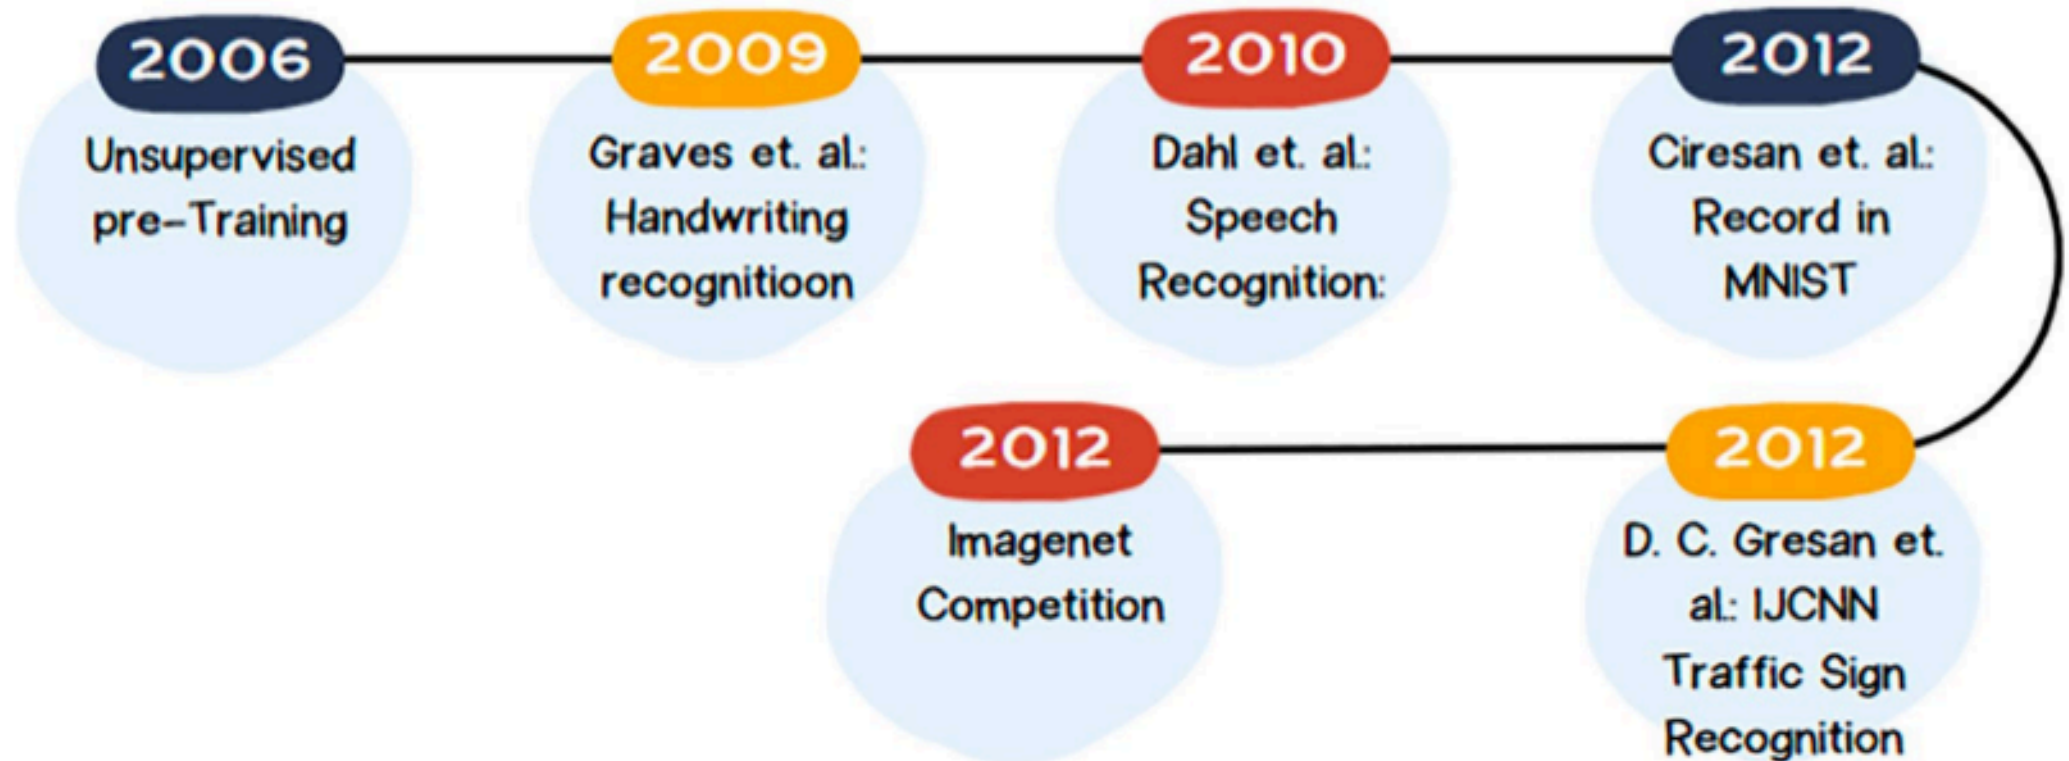 2006
Unsupervised
pre-Training
2009
Graves et. al.:
Handwriting
recognitioon
2010
Dahl et. al.:
Speech
Recognition:
2012
Ciresan et. al.:
Record in
MNIST
2012
D. C. Gresan et.
al.: IJCNN
Traffic Sign
Recognition
2012
Imagenet
Competition